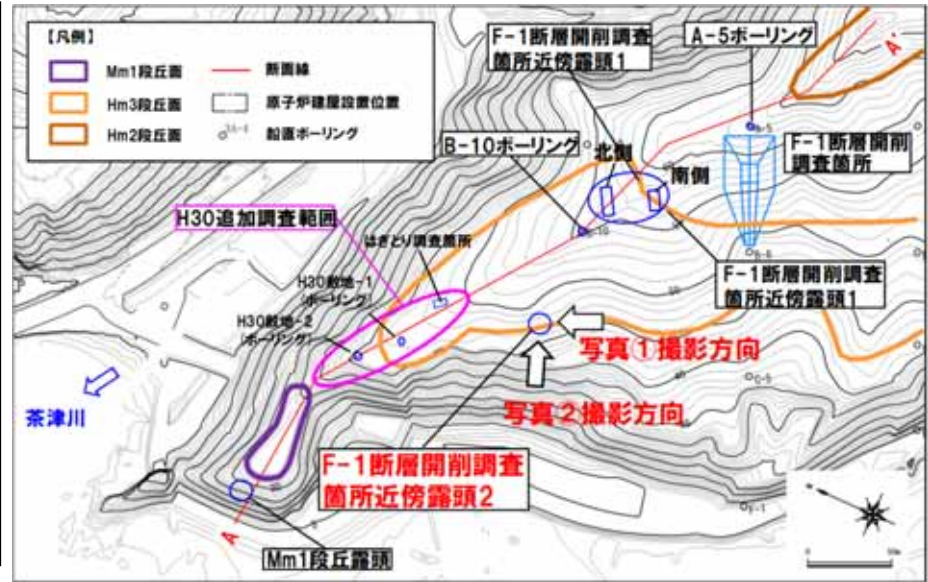 【凡例】
Mm1段丘面
断面線
Hm3段丘面
原子炉建屋設置位置
Hm2段丘面
鉛直ボーリング
F-1断層開削調査
箇所近傍露頭1
A-5ボーリング
A'
B-10ボーリング
北側
南側
F-1断層開削
調査箇所
H30追加調査範囲
はぎとり調査箇所
H30敷地-1
(ボーリング)
H30敷地-2
(ボーリング)
F-1断層開削調査
箇所近傍露頭1
写真①撮影方向
写真②撮影方向
茶津川
F-1断層開削調査
箇所近傍露頭2
A
Mm1段丘露頭
A-5
B-10
C-5